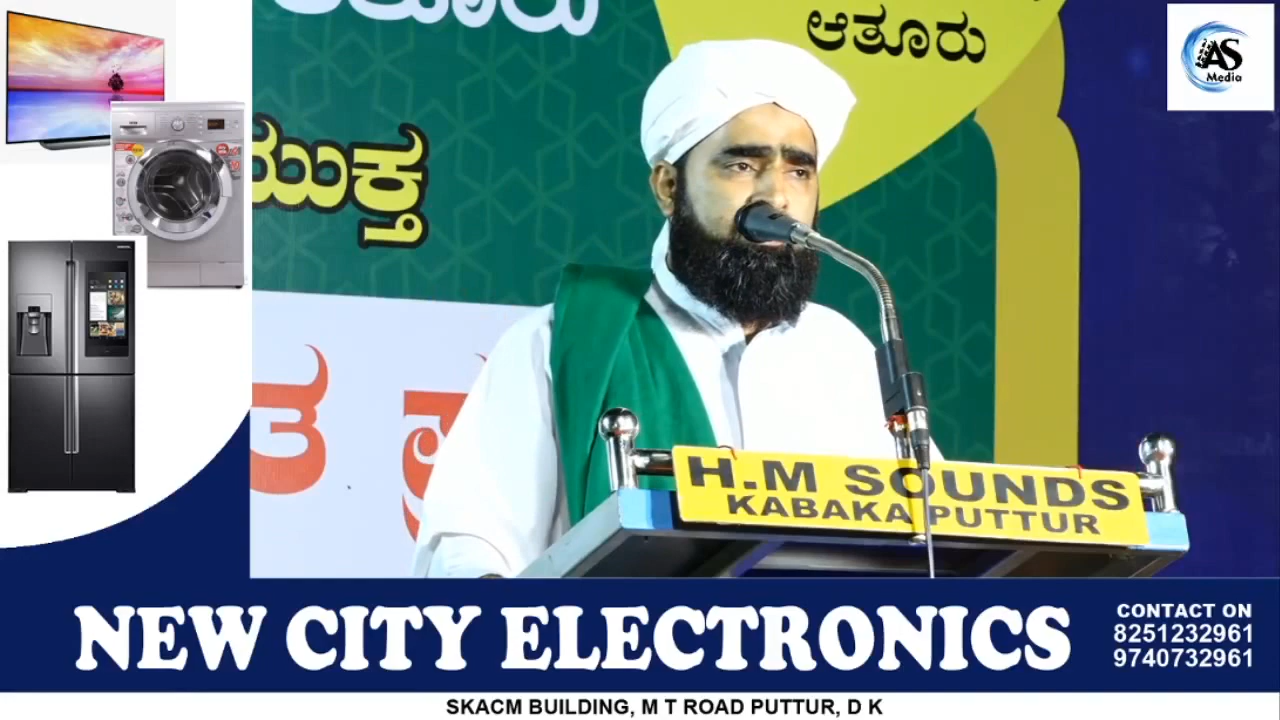 ಆತೂರು
AS
Media
ಮುಕ್ತ
H.M SOUNDS
KABAKA PUTTUR
NEW CITY ELECTRONICS
CONTACT ON
8251232961
9740732961
SKACM BUILDING, M T ROAD PUTTUR, D K